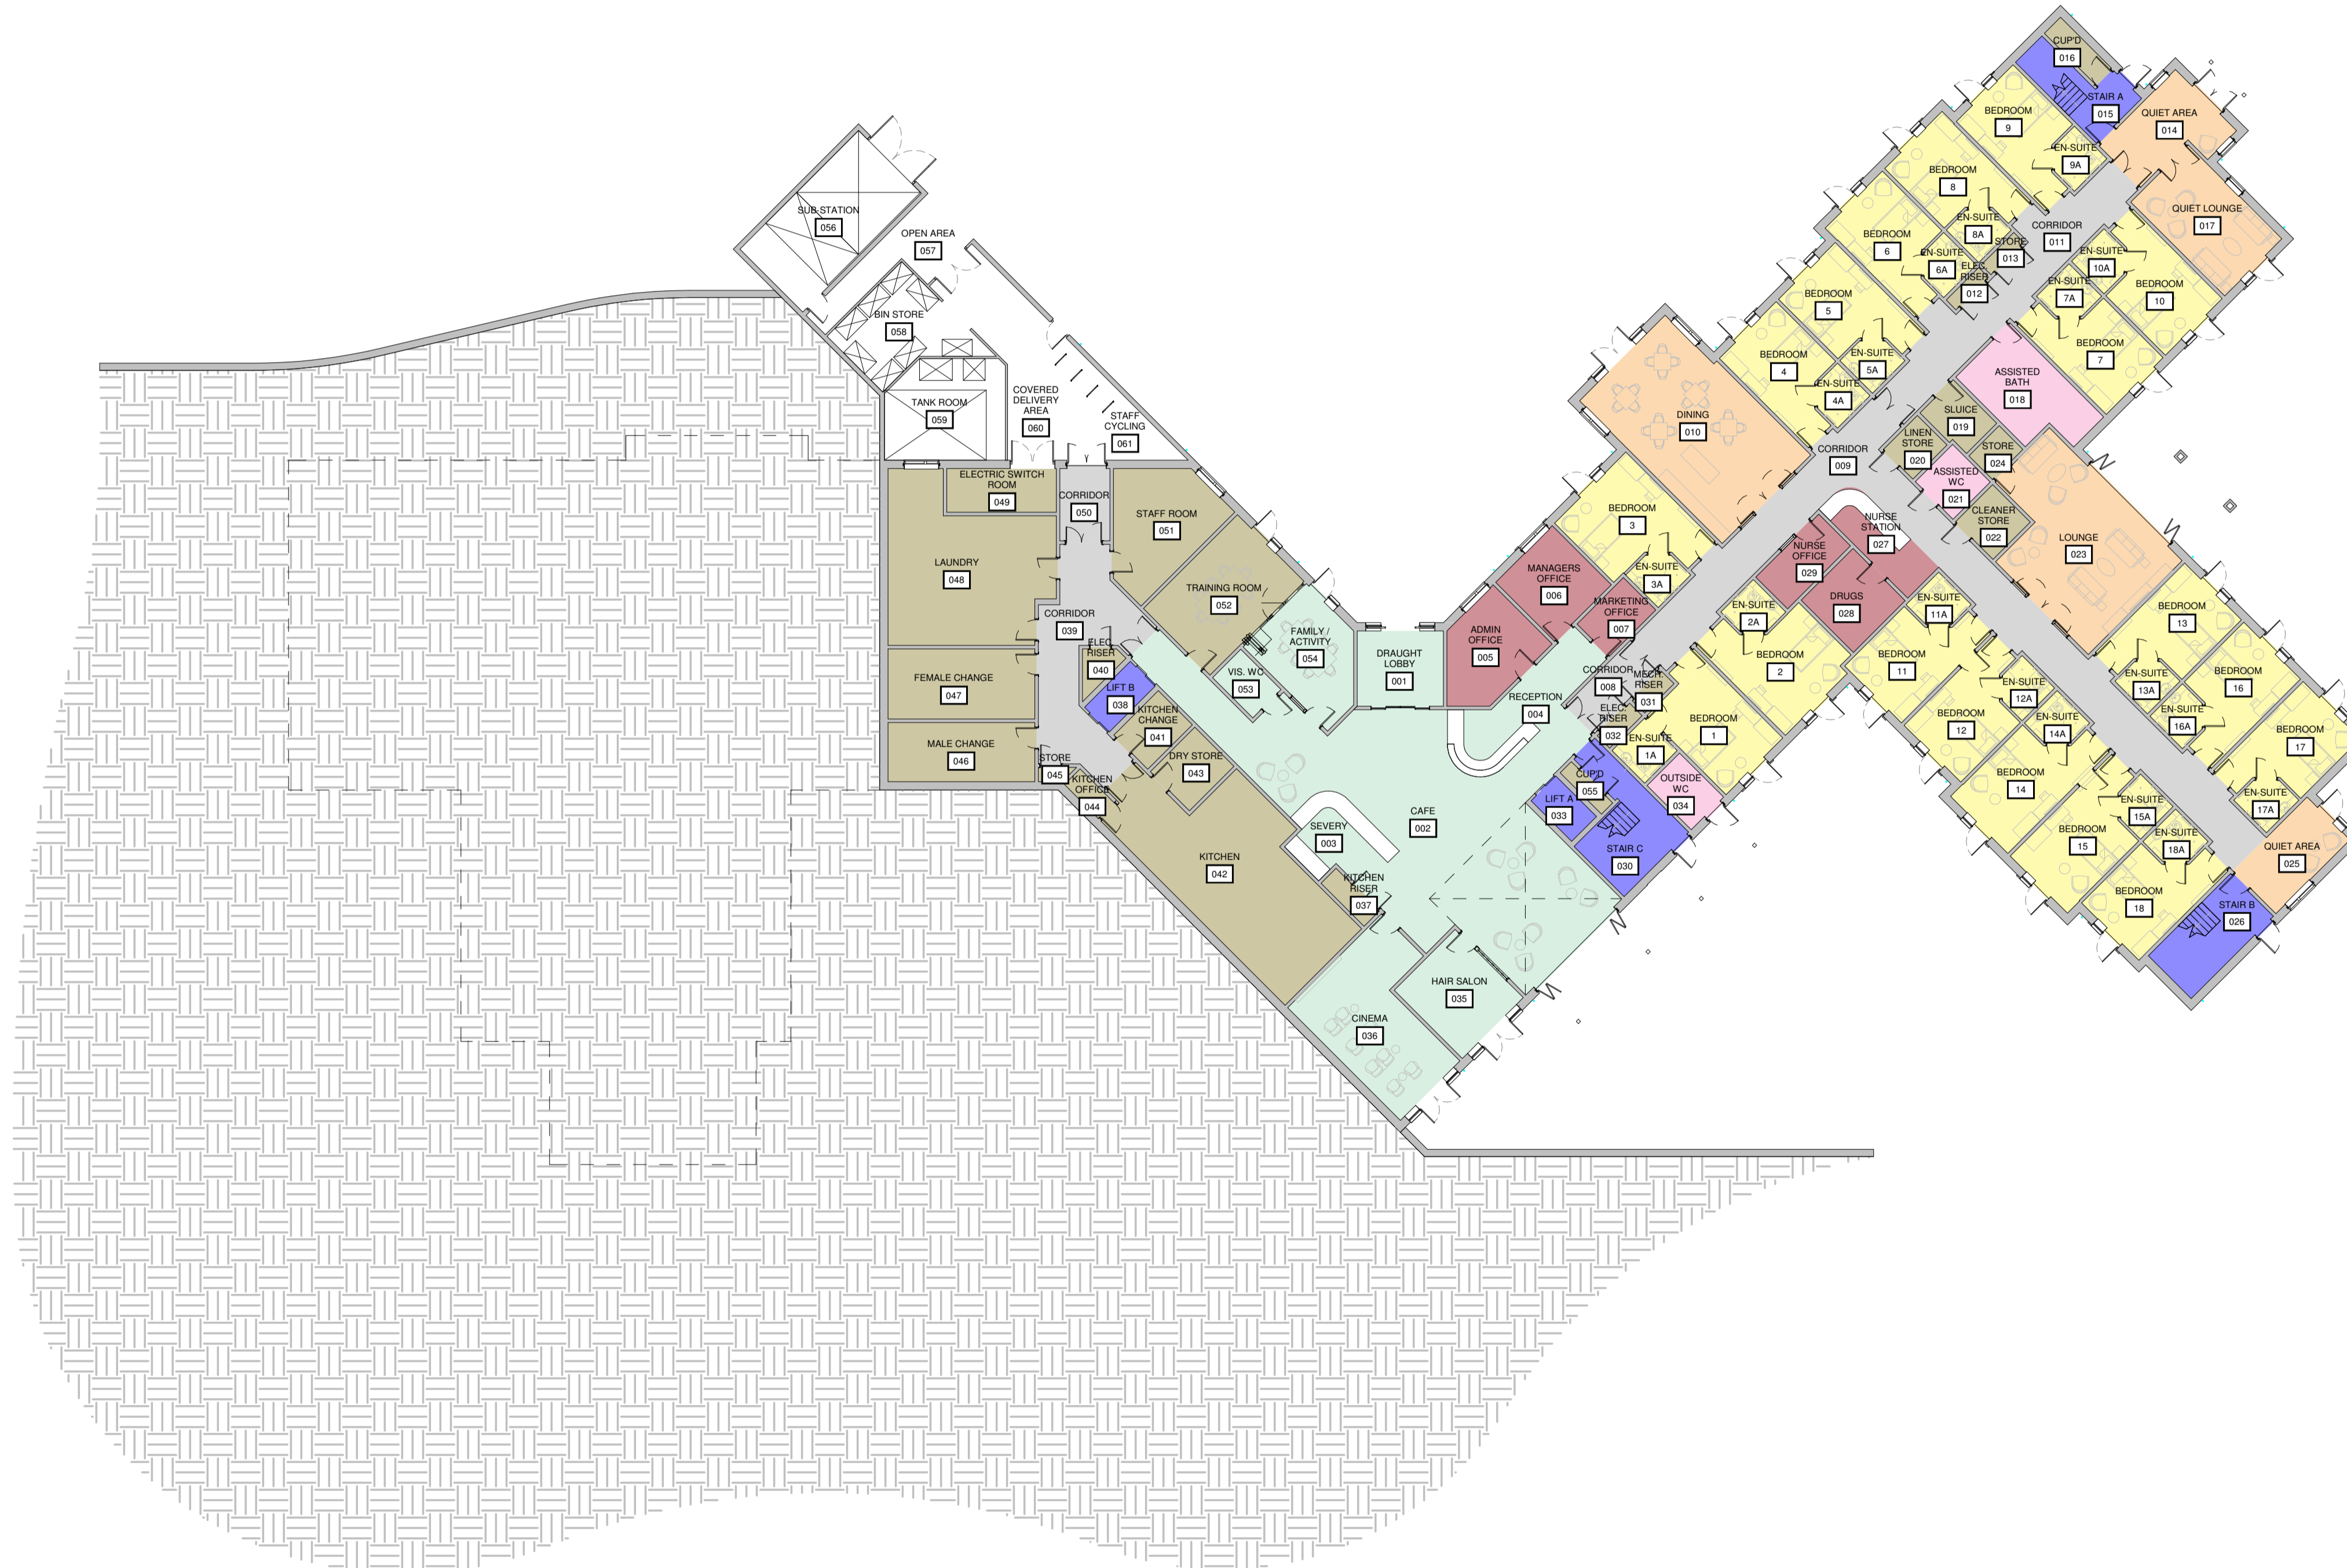 CUP'D
016
STAIR A
015
QUIET AREA
014
BEDROOM
9
EN-SUITE
9A
BEDROOM
8
EN-SUITE
8A
QUIET LOUNGE
017
CORRIDOR
011
STORE
013
BEDROOM
6
EN-SUITE
6A
ELEC.
RISER
012
EN-SUITE
10A
EN-SUITE
7A
BEDROOM
10
BEDROOM
7
BEDROOM
5
EN-SUITE
5A
BEDROOM
4
EN-SUITE
4A
ASSISTED
BATH
018
DINING
010
SLUICE
019
LINEN
STORE
020
STORE
024
CORRIDOR
009
ASSISTED
WC
021
CLEANER
STORE
022
LOUNGE
023
NURSE
STATION
027
NURSE
OFFICE
029
DRUGS
028
BEDROOM
3
EN-SUITE
3A
MANAGERS
OFFICE
006
MARKETING
OFFICE
007
ADMIN
OFFICE
005
EN-SUITE
2A
BEDROOM
2
EN-SUITE
11A
BEDROOM
11
EN-SUITE
12A
BEDROOM
12
EN-SUITE
14A
BEDROOM
14
BEDROOM
13
EN-SUITE
13A
BEDROOM
16
EN-SUITE
16A
BEDROOM
17
EN-SUITE
17A
EN-SUITE
15A
BEDROOM
15
EN-SUITE
18A
BEDROOM
18
QUIET AREA
025
STAIR B
026
CORRIDOR
008
MECH.
RISER
031
ELEC.
RISER
032
EN-SUITE
1A
BEDROOM
1
OUTSIDE
WC
034
CUP'D
055
LIFT A
033
STAIR C
030
RECEPTION
004
DRAUGHT
LOBBY
001
FAMILY /
ACTIVITY
054
VIS. WC
053
CAFE
002
SEVERY
003
KITCHEN
RISER
037
HAIR SALON
035
CINEMA
036
KITCHEN
042
SUB-STATION
056
OPEN AREA
057
BIN STORE
058
TANK ROOM
059
COVERED
DELIVERY
AREA
060
STAFF
CYCLING
061
ELECTRIC SWITCH
ROOM
049
CORRIDOR
050
STAFF ROOM
051
LAUNDRY
048
TRAINING ROOM
052
CORRIDOR
039
ELEC.
RISER
040
LIFT B
038
FEMALE CHANGE
047
KITCHEN
CHANGE
041
MALE CHANGE
046
STORE
045
DRY STORE
043
KITCHEN
OFFICE
044